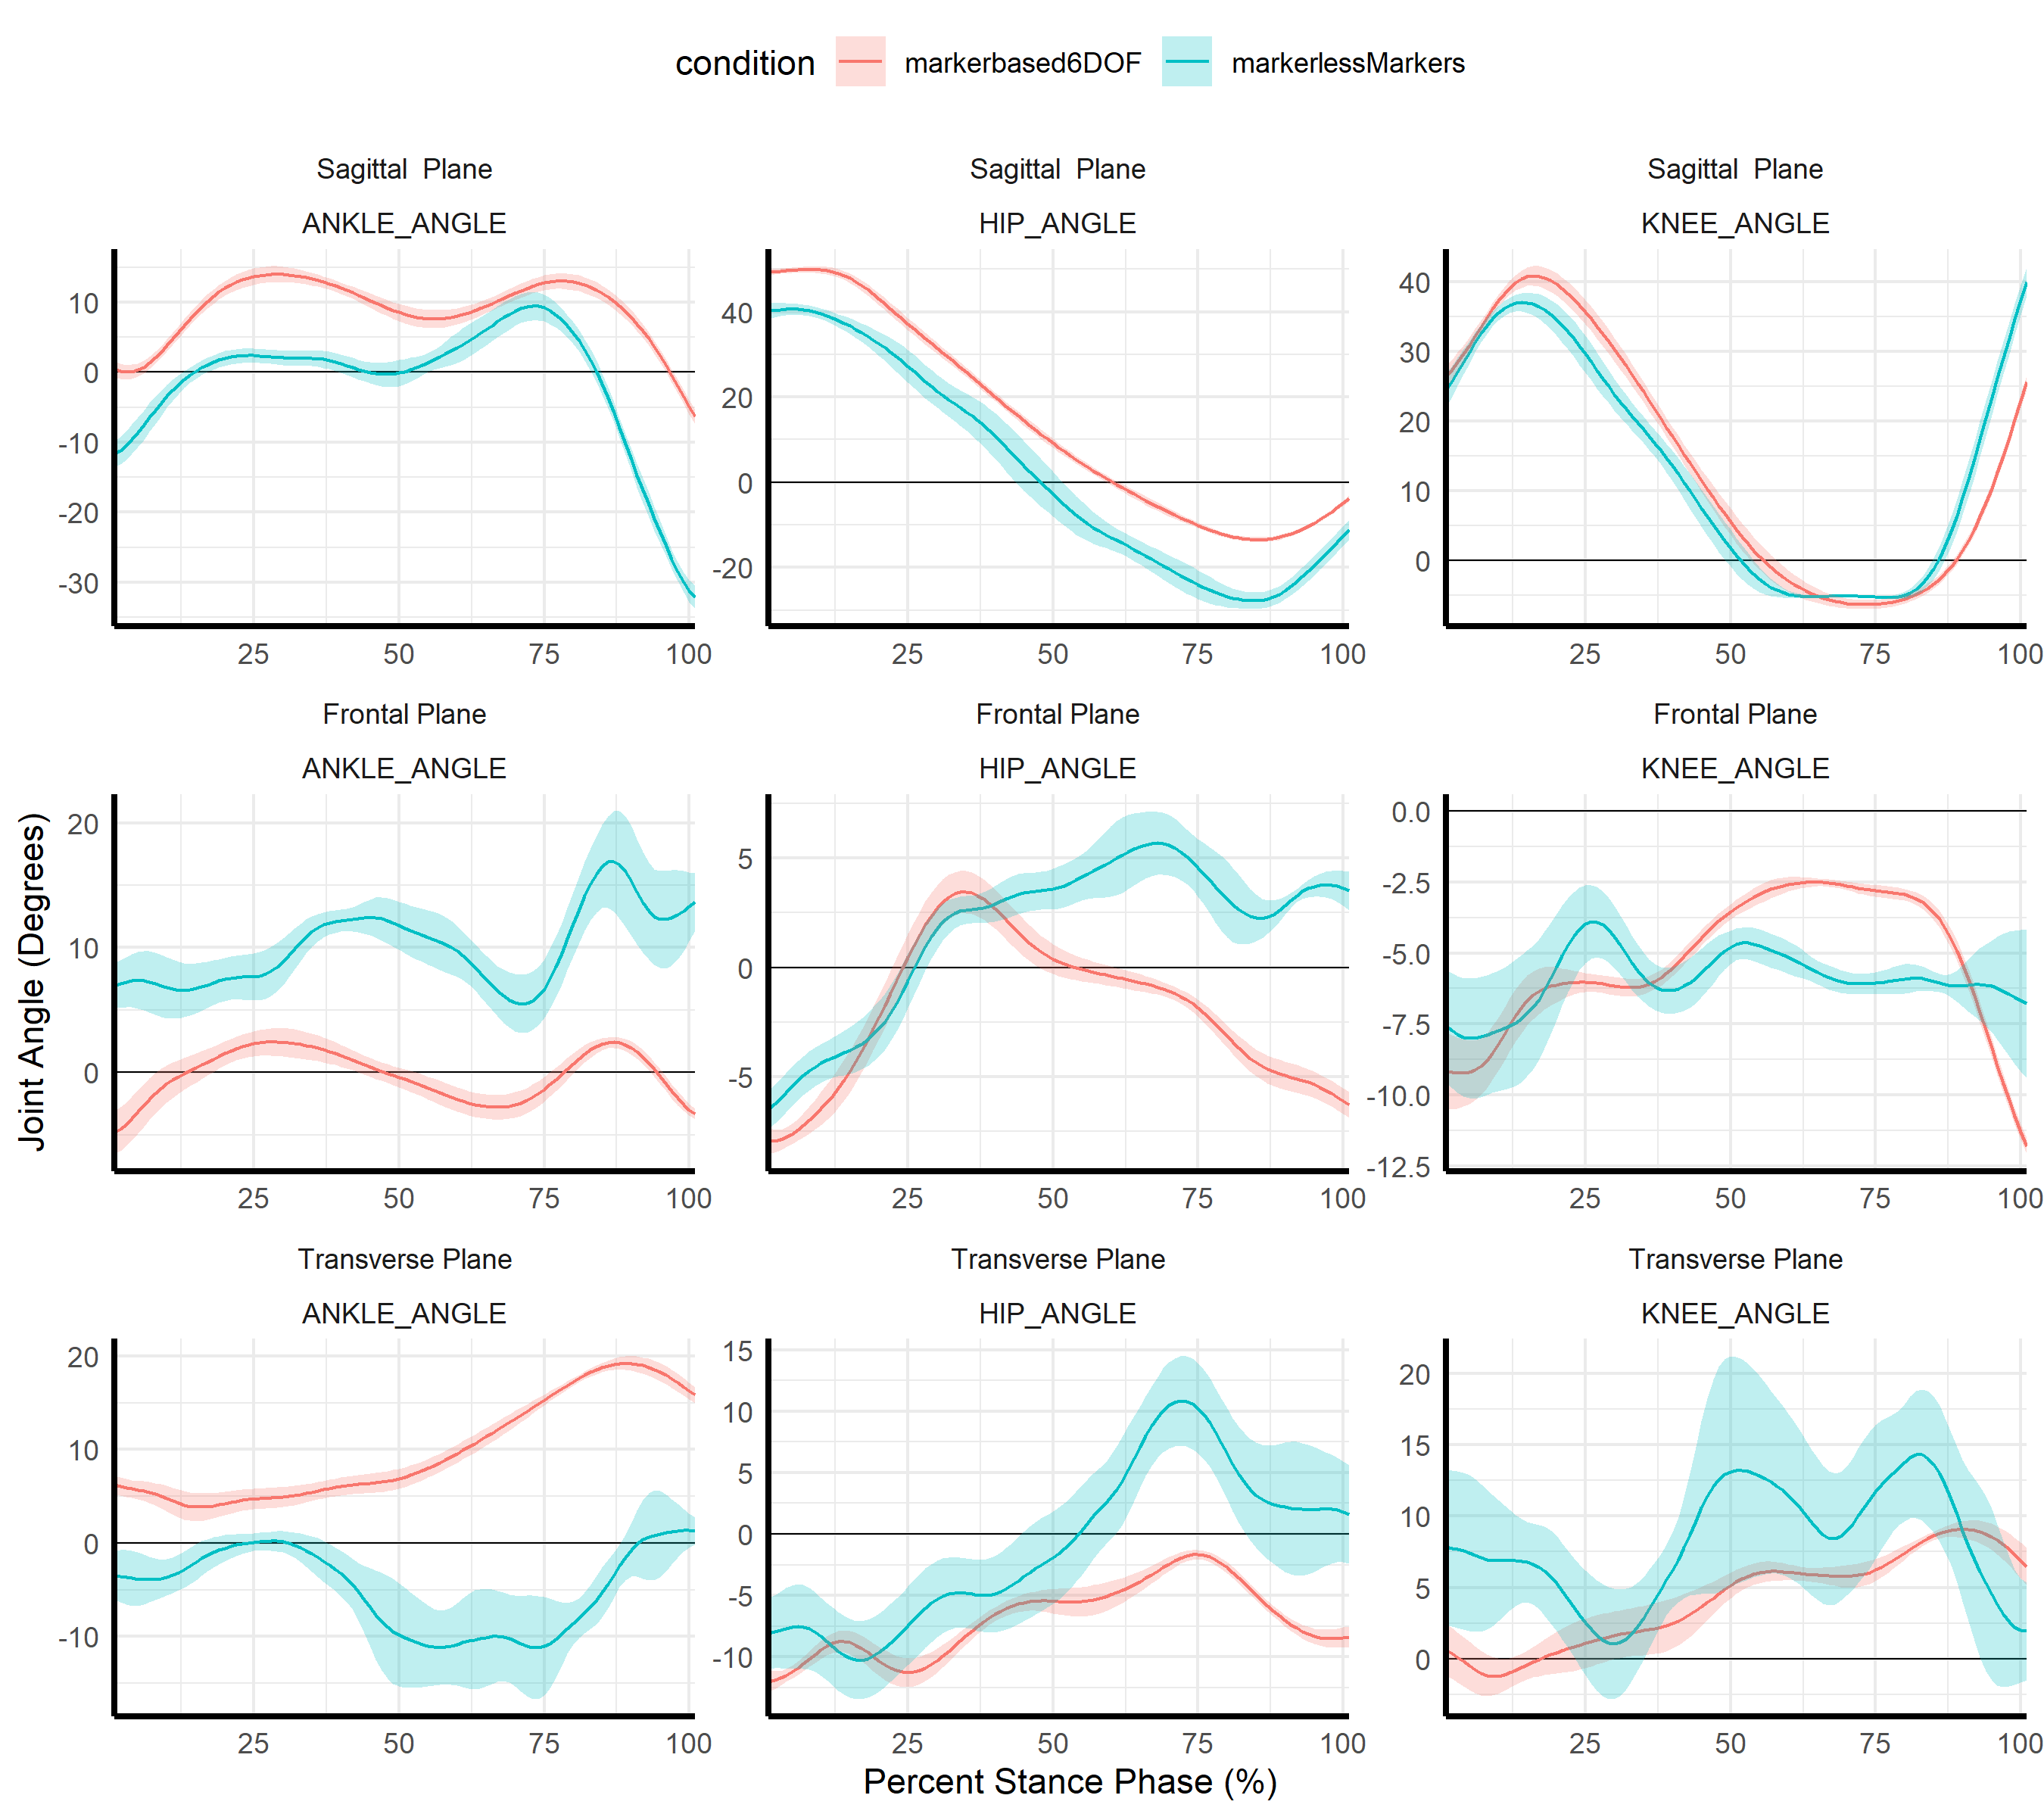 condition markerbased6DOF markerlessMarkers
Sagittal  Plane Sagittal  Plane Sagittal  Plane
ANKLE_ANGLE HIP_ANGLE KNEE_ANGLE
10
0
-10
-20
-30
25 50 75 100
40
20
0
-20
25 50 75 100
40
30
20
10
0
25 50 75 100
Frontal Plane Frontal Plane Frontal Plane
ANKLE_ANGLE HIP_ANGLE KNEE_ANGLE
Joint Angle (Degrees)
20
10
0
25 50 75 100
5
0
-5
25 50 75 100
0.0
-2.5
-5.0
-7.5
-10.0
-12.5
25 50 75 100
Transverse Plane Transverse Plane Transverse Plane
ANKLE_ANGLE HIP_ANGLE KNEE_ANGLE
20
10
0
-10
25 50 75 100
15
10
5
0
-5
-10
25 50 75 100
20
15
10
5
0
25 50 75 100
Percent Stance Phase (%)